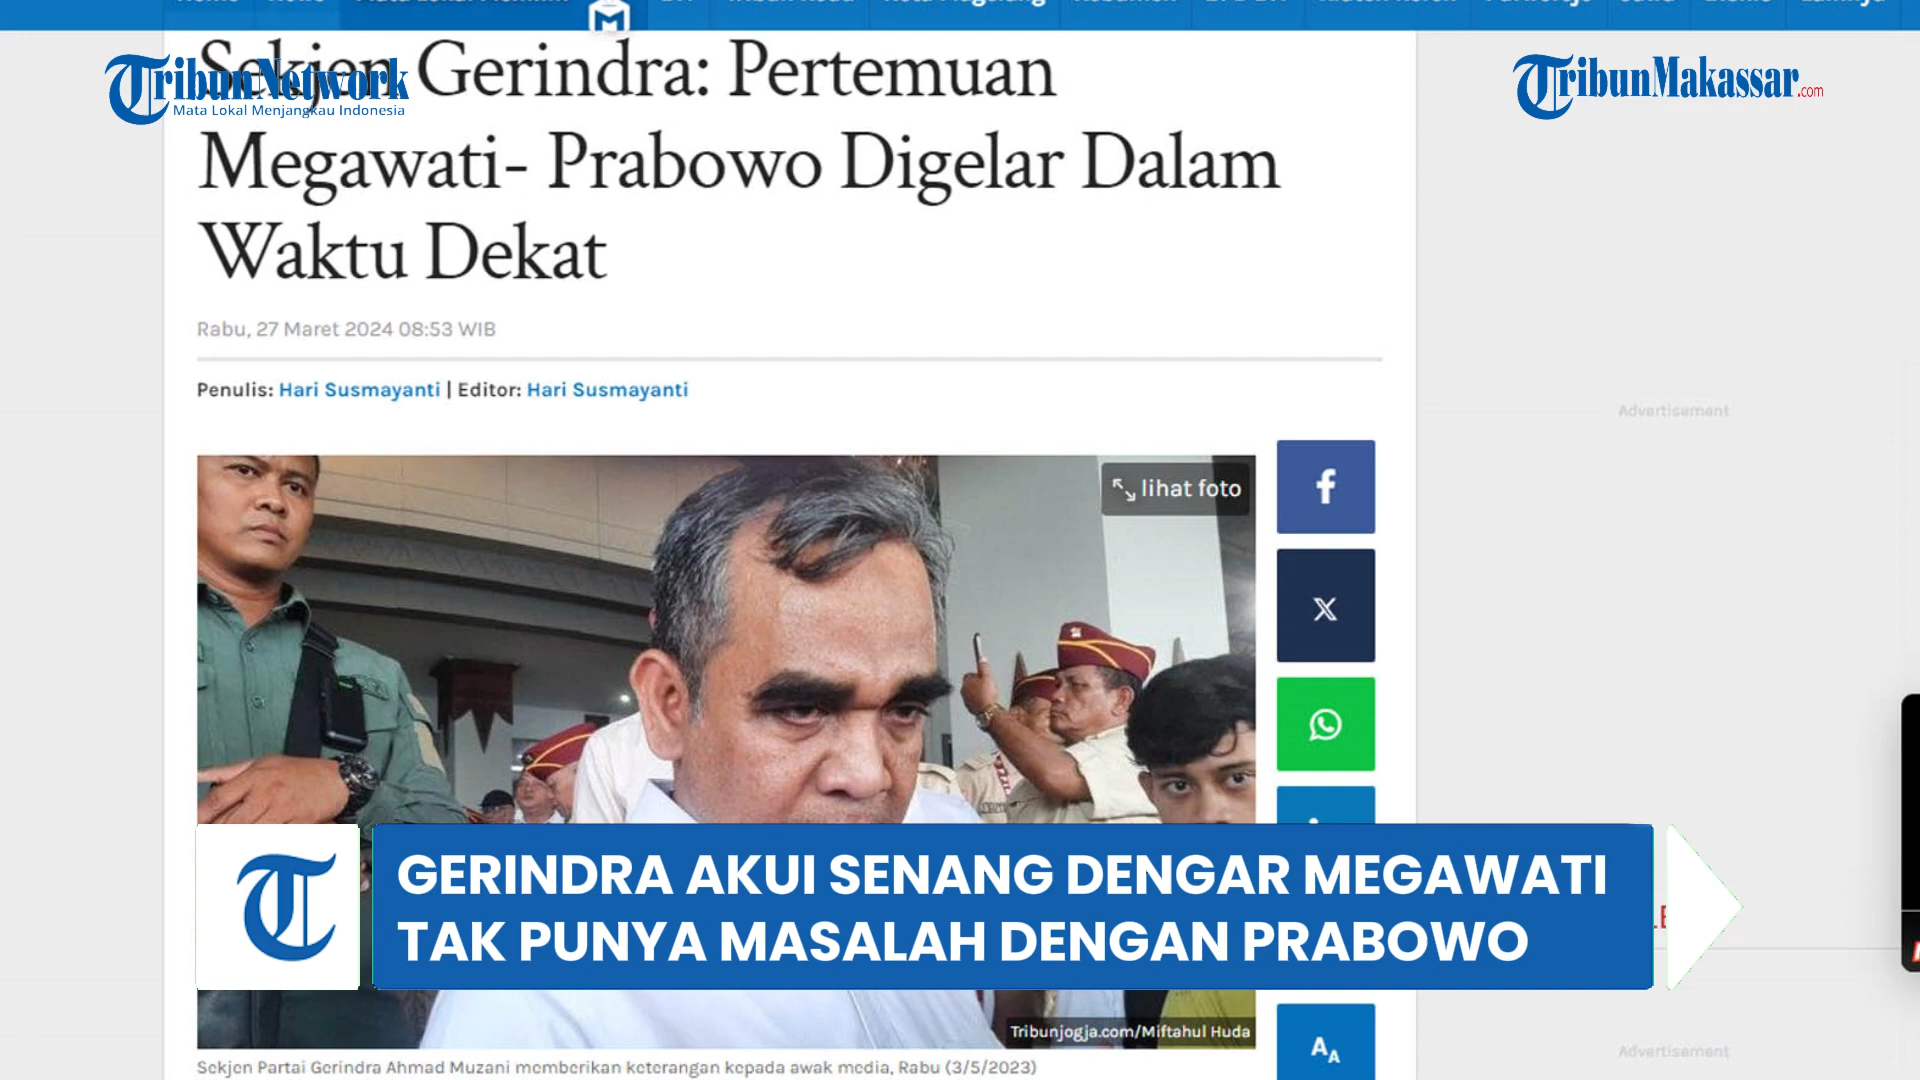 TribunNetwork
Mata Lokal Menjangkau Indonesia
TribunMakassar.com
Sekjen Gerindra: Pertemuan
Megawati- Prabowo Digelar Dalam
Waktu Dekat
Rabu, 27 Maret 2024 08:53 WIB
Penulis: Hari Susmayanti | Editor: Hari Susmayanti
Advertisement
lihat foto
GERINDRA AKUI SENANG DENGAR MEGAWATI
TAK PUNYA MASALAH DENGAN PRABOWO
Tribunjogja.com/Miftahul Huda
AA
Sekjen Partai Gerindra Ahmad Muzani memberikan keterangan kepada awak media, Rabu (3/5/2023)
Advertisement